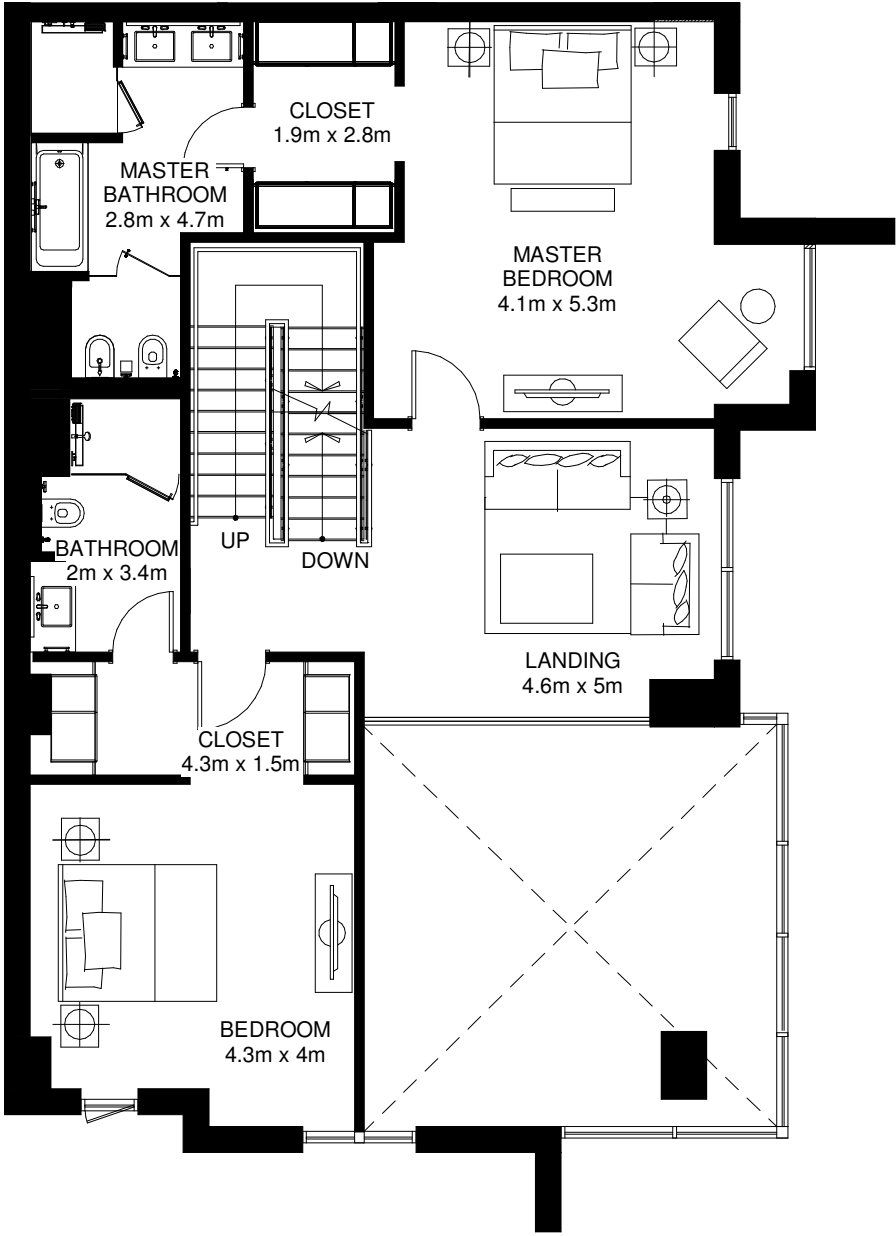 CLOSET
1.9m x 2.8m
MASTER
BATHROOM
2.8m x 4.7m
MASTER
BEDROOM
4.1m x 5.3m
UP
DOWN
BATHROOM
2m x 3.4m
LANDING
4.6m x 5m
CLOSET
4.3m x 1.5m
BEDROOM
4.3m x 4m